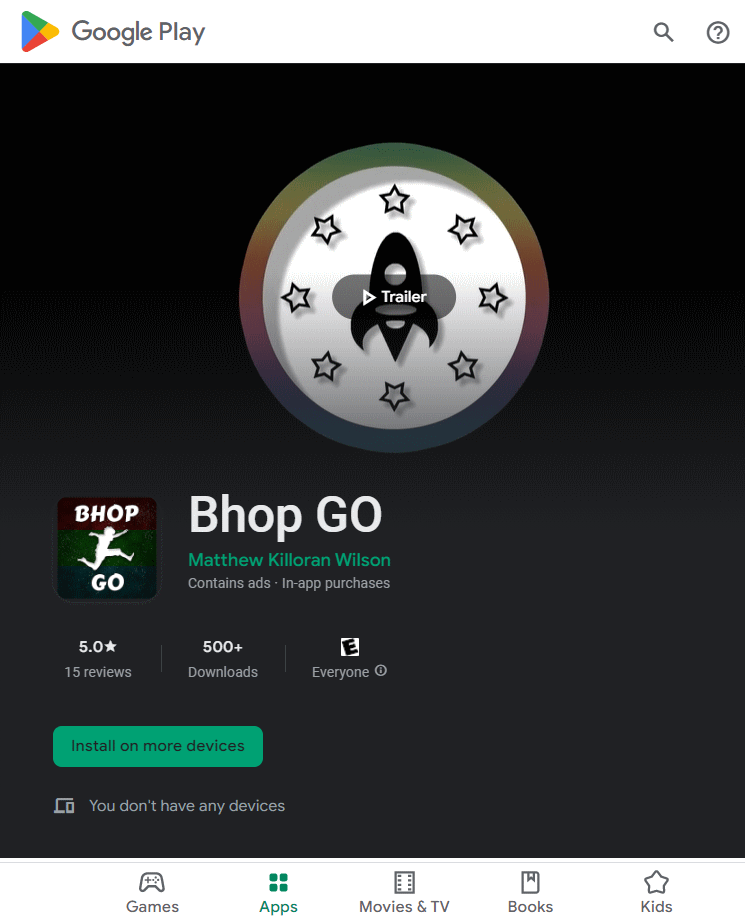 Google Play
Trailer
BHOP
GO
Bhop GO
Matthew Killoran Wilson
Contains ads · In-app purchases
5.0★
15 reviews
500+
Downloads
E
Everyone
Install on more devices
You don't have any devices
Games
Apps
Movies & TV
Books
Kids